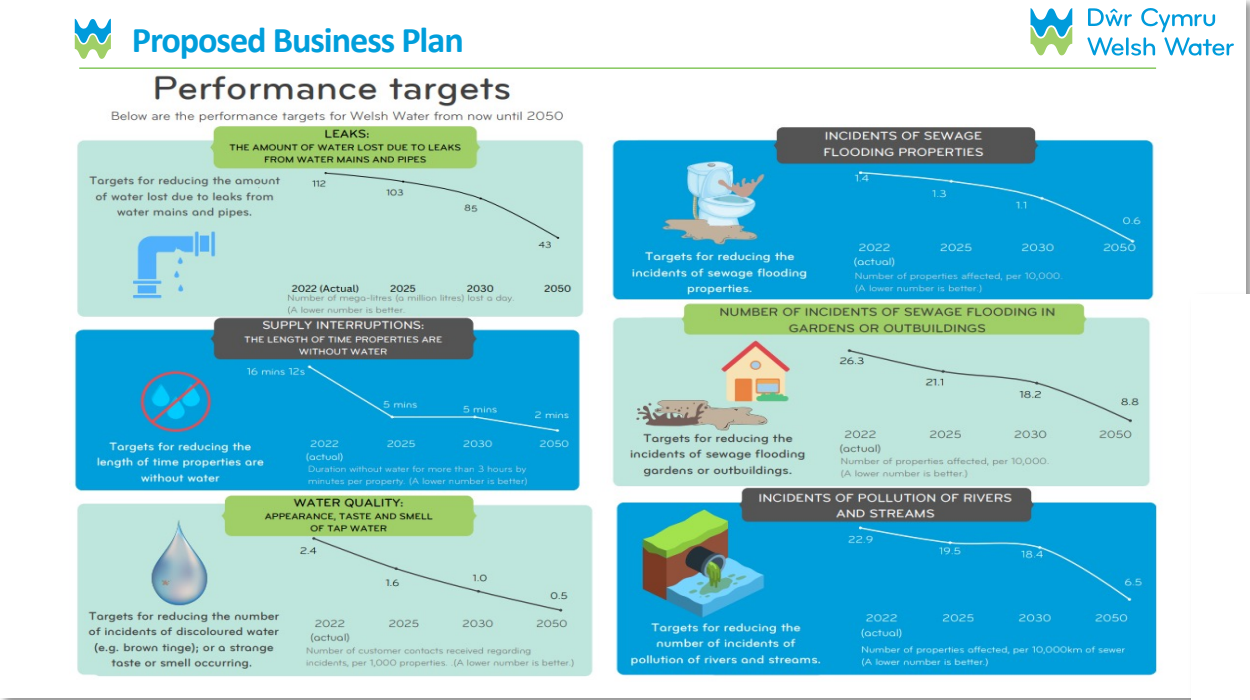 Proposed Business Plan
Dŵr Cymru
Welsh Water
Performance targets
Below are the performance targets for Welsh Water from now until 2050
LEAKS:
THE AMOUNT OF WATER LOST DUE TO LEAKS
FROM WATER MAINS AND PIPES
Targets for reducing the amount
of water lost due to leaks from
water mains and pipes.
112
103
85
43
2022 (Actual) 2025 2030 2050
Number of mega-litres (a million litres) lost a day.
(A lower number is better.
SUPPLY INTERRUPTIONS:
THE LENGTH OF TIME PROPERTIES ARE
WITHOUT WATER
16 mins 12s
5 mins
5 mins
2 mins
Targets for reducing the
length of time properties are
without water
2022 2025 2030 2050
(actual)
Duration without water for more than 3 hours by
minutes per property. (A lower number is better)
WATER QUALITY:
APPEARANCE, TASTE AND SMELL
OF TAP WATER
2.4
1.6
1.0
0.5
Targets for reducing the number
of incidents of discoloured water
(e.g. brown tinge); or a strange
taste or smell occurring.
2022 2025 2030 2050
(actual)
Number of customer contacts received regarding
incidents, per 1,000 properties. .(A lower number is better.)
INCIDENTS OF SEWAGE
FLOODING PROPERTIES
1.4
1.3
1.1
0.6
Targets for reducing the
incidents of sewage flooding
properties.
2022 2025 2030 2050
(actual)
Number of properties affected, per 10,000.
(A lower number is better.)
NUMBER OF INCIDENTS OF SEWAGE FLOODING IN
GARDENS OR OUTBUILDINGS
26.3
21.1
18.2
8.8
Targets for reducing the
incidents of sewage flooding
gardens or outbuildings.
2022 2025 2030 2050
(actual)
Number of properties affected, per 10,000.
(A lower number is better.)
INCIDENTS OF POLLUTION OF RIVERS
AND STREAMS
22.9
19.5
18.4
6.5
Targets for reducing the
number of incidents of
pollution of rivers and streams.
2022 2025 2030 2050
(actual)
Number of properties affected, per 10,000km of sewer
(A lower number is better.)